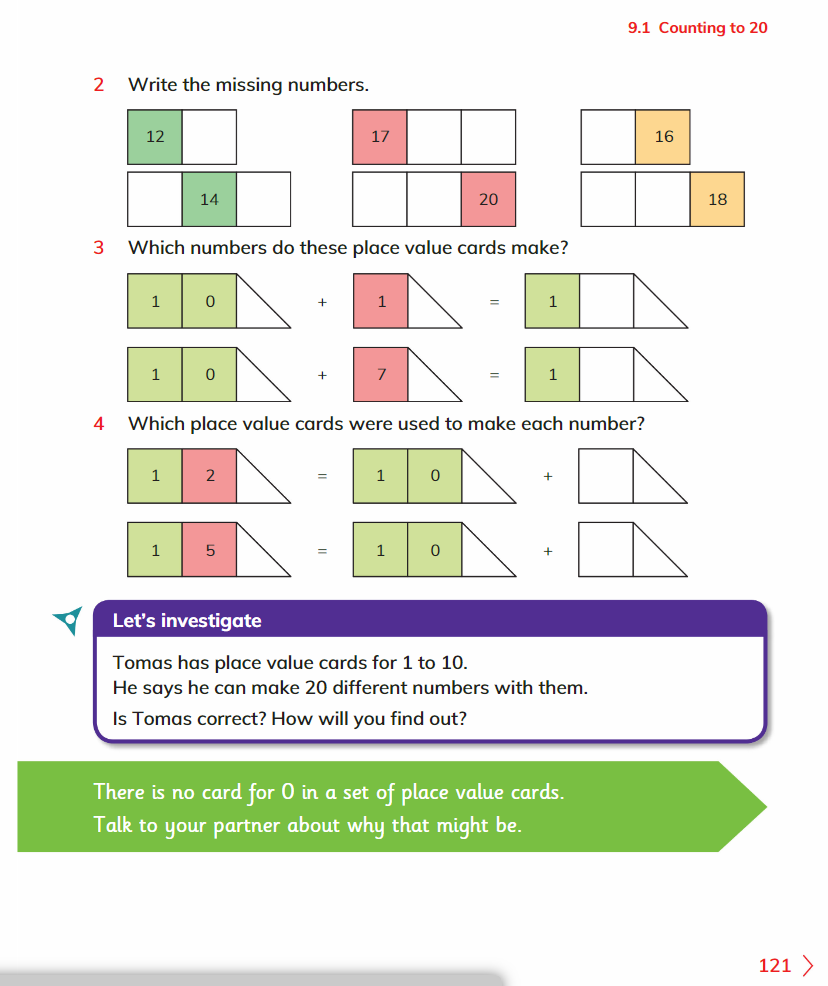 9.1 Counting to 20
2 Write the missing numbers.
12 17 16
14 20 18
3 Which numbers do these place value cards make?
1 0 + 1 = 1
1 0 + 7 = 1
4 Which place value cards were used to make each number?
1 2 = 1 0 +
1 5 = 1 0 +
Let's investigate
Tomas has place value cards for 1 to 10.
He says he can make 20 different numbers with them.
Is Tomas correct? How will you find out?
There is no card for 0 in a set of place value cards.
Talk to your partner about why that might be.
121